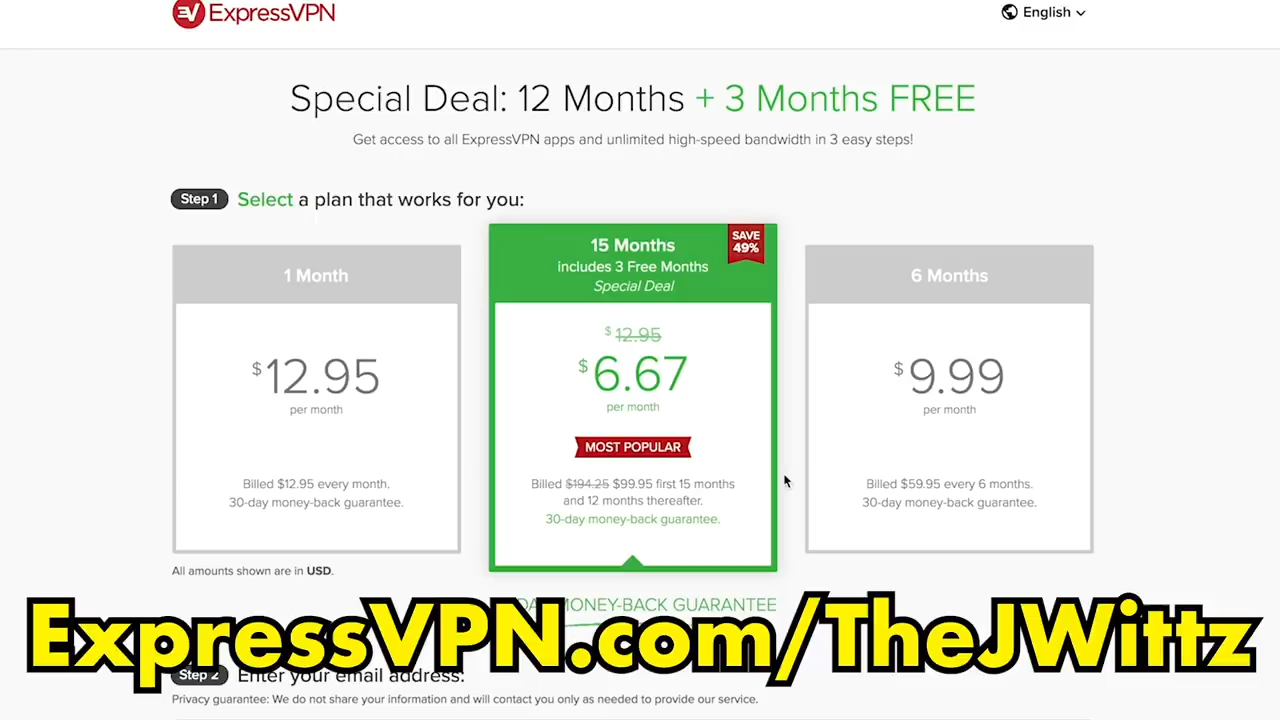 ExpressVPN
English
Special Deal: 12 Months + 3 Months FREE
Get access to all ExpressVPN apps and unlimited high-speed bandwidth in 3 easy steps!
Step 1 Select a plan that works for you:
1 Month
$12.95
per month
Billed $12.95 every month.
30-day money-back guarantee.
SAVE
49%
15 Months
includes 3 Free Months
Special Deal
$12.95
$6.67
per month
MOST POPULAR
Billed $194.25 $99.95 first 15 months
and 12 months thereafter.
30-day money-back guarantee.
6 Months
$9.99
per month
Billed $59.95 every 6 months.
30-day money-back guarantee.
All amounts shown are in USD.
MONEY-BACK GUARANTEE
ExpressVPN.com/TheJWittz
Step 2 Enter your email address:
Privacy guarantee: We do not share your information and will contact you only as needed to provide our service.